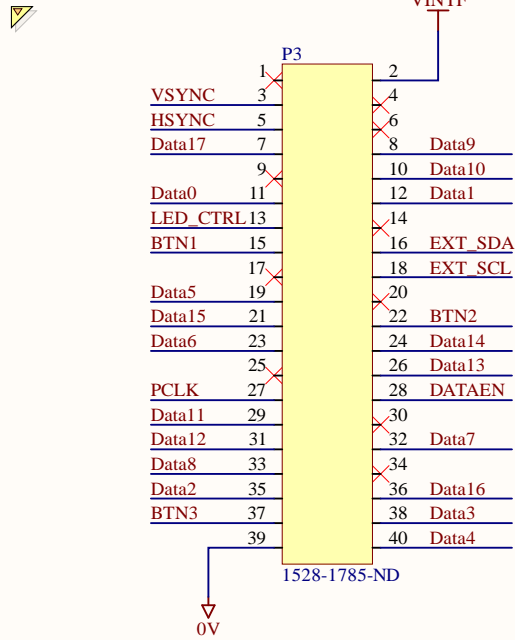 VINTF
P3
1 2
VSYNC 3 4
HSYNC 5 6
Data17 7 8 Data9
9 10 Data10
Data0 11 12 Data1
LED_CTRL 13 14
BTN1 15 16 EXT_SDA
17 18 EXT_SCL
Data5 19 20
Data15 21 22 BTN2
Data6 23 24 Data14
25 26 Data13
PCLK 27 28 DATAEN
Data11 29 30
Data12 31 32 Data7
Data8 33 34
Data2 35 36 Data16
BTN3 37 38 Data3
39 40 Data4
1528-1785-ND
0V